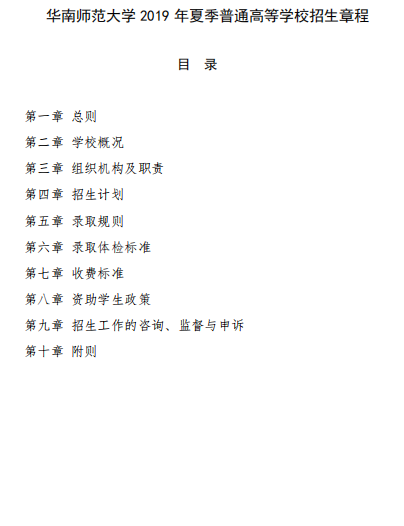 华南师范大学 2019 年夏季普通高等学校招生章程
目 录
第一章 总则
第二章 学校概况
第三章 组织机构及职责
第四章 招生计划
第五章 录取规则
第六章 录取体检标准
第七章 收费标准
第八章 资助学生政策
第九章 招生工作的咨询、监督与申诉
第十章 附则